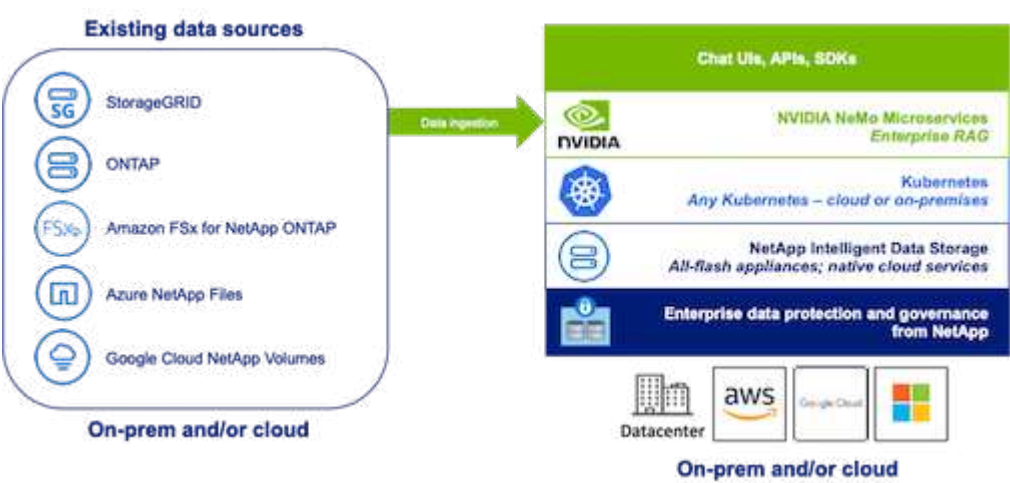 Existing data sources
SG
StorageGRID
ONTAP
FSx
Amazon FSx for NetApp ONTAP
Azure NetApp Files
Google Cloud NetApp Volumes
On-prem and/or cloud
Data ingestion
Chat UIs, APIs, SDKs
NVIDIA
NVIDIA NeMo Microservices
Enterprise RAG
Kubernetes
Any Kubernetes – cloud or on-premises
NetApp Intelligent Data Storage
All-flash appliances; native cloud services
Enterprise data protection and governance
from NetApp
Datacenter
aws
Google Cloud
On-prem and/or cloud